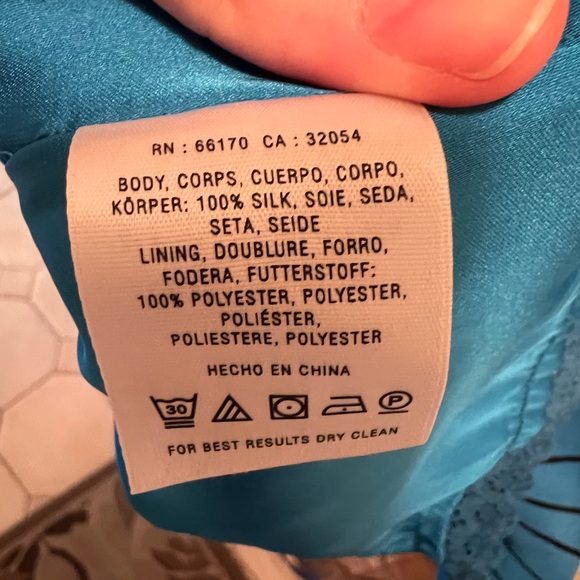 RN : 66170 CA : 32054
BODY, CORPS, CUERPO, CORPO,
KÖRPER: 100% SILK, SOIE, SEDA,
SETA, SEIDE
LINING, DOUBLURE, FORRO,
FODERA, FUTTERSTOFF:
100% POLYESTER, POLYESTER,
POLIÉSTER,
POLIESTERE, POLYESTER
HECHO EN CHINA
30 P
FOR BEST RESULTS DRY CLEAN